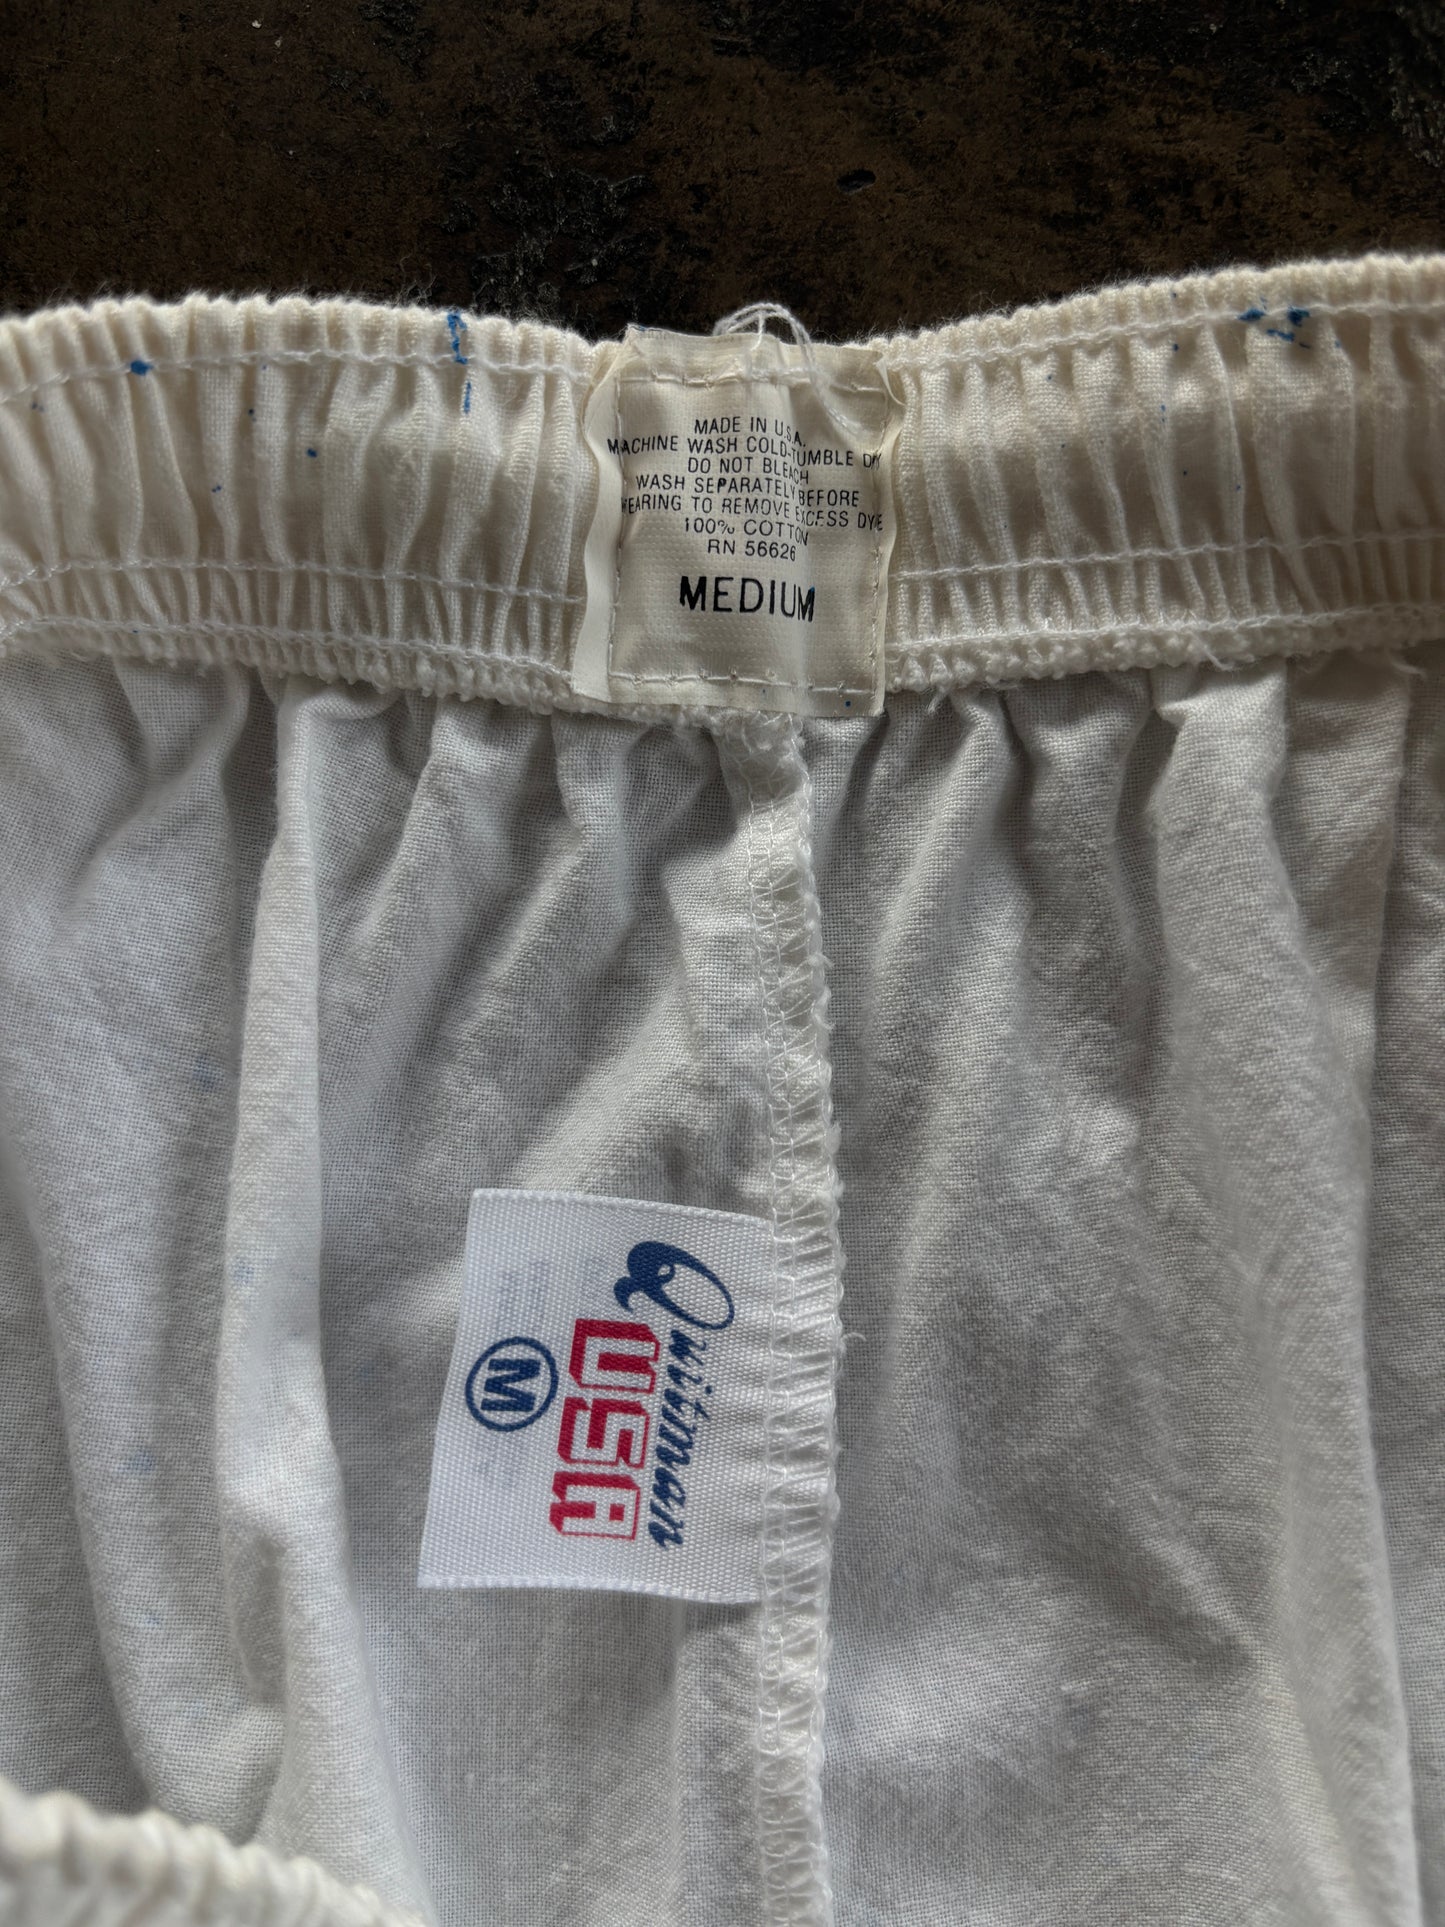 MADE IN U.S.A.
MACHINE WASH COLD-TUMBLE DRY
DO NOT BLEACH
WASH SEPARATELY BEFORE
WEARING TO REMOVE EXCESS DYE
100% COTTON
RN 56626
MEDIUM
Quitman
USA
M